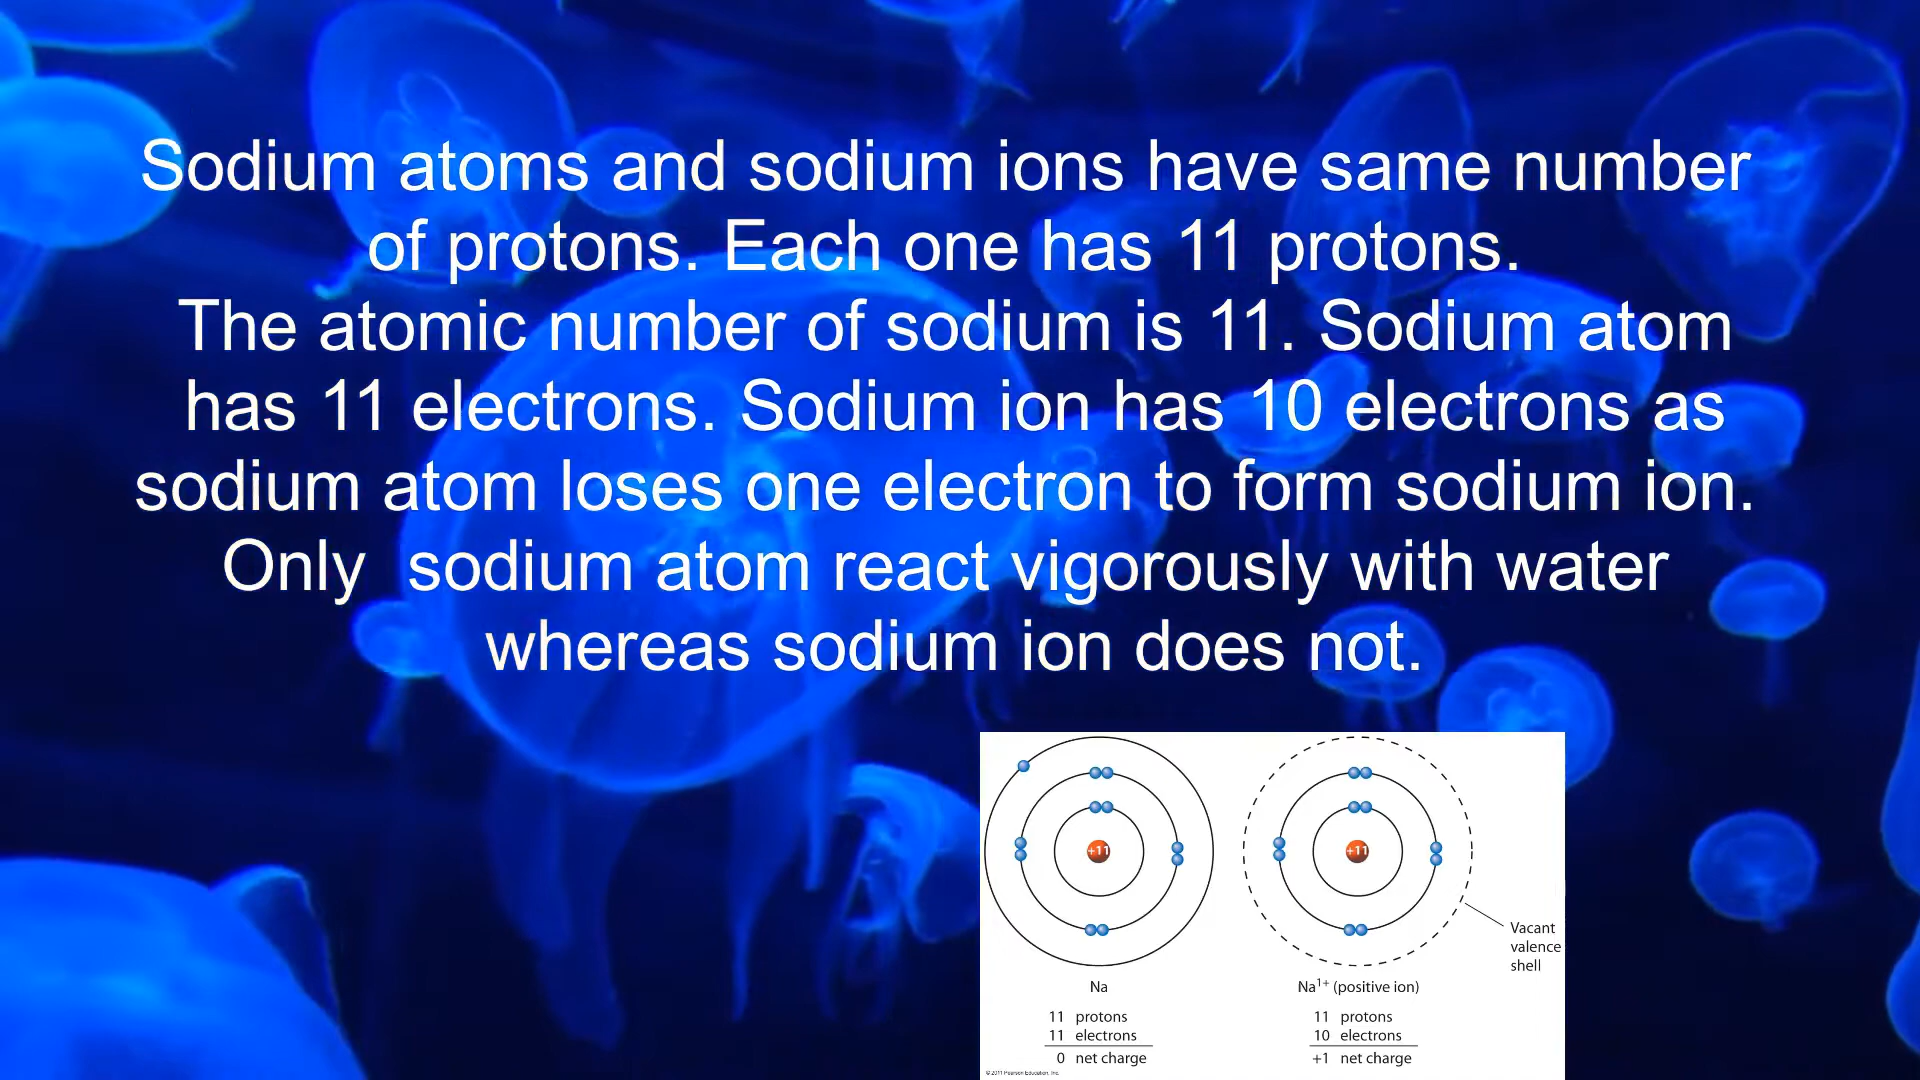 Sodium atoms and sodium ions have same number
of protons. Each one has 11 protons.
The atomic number of sodium is 11. Sodium atom
has 11 electrons. Sodium ion has 10 electrons as
sodium atom loses one electron to form sodium ion.
Only  sodium atom react vigorously with water
whereas sodium ion does not.
+11
+11
Vacant
valence
shell
Na
11 protons
11 electrons
0 net charge
Na1+ (positive ion)
11 protons
10 electrons
+1 net charge
© 2011 Pearson Education, Inc.